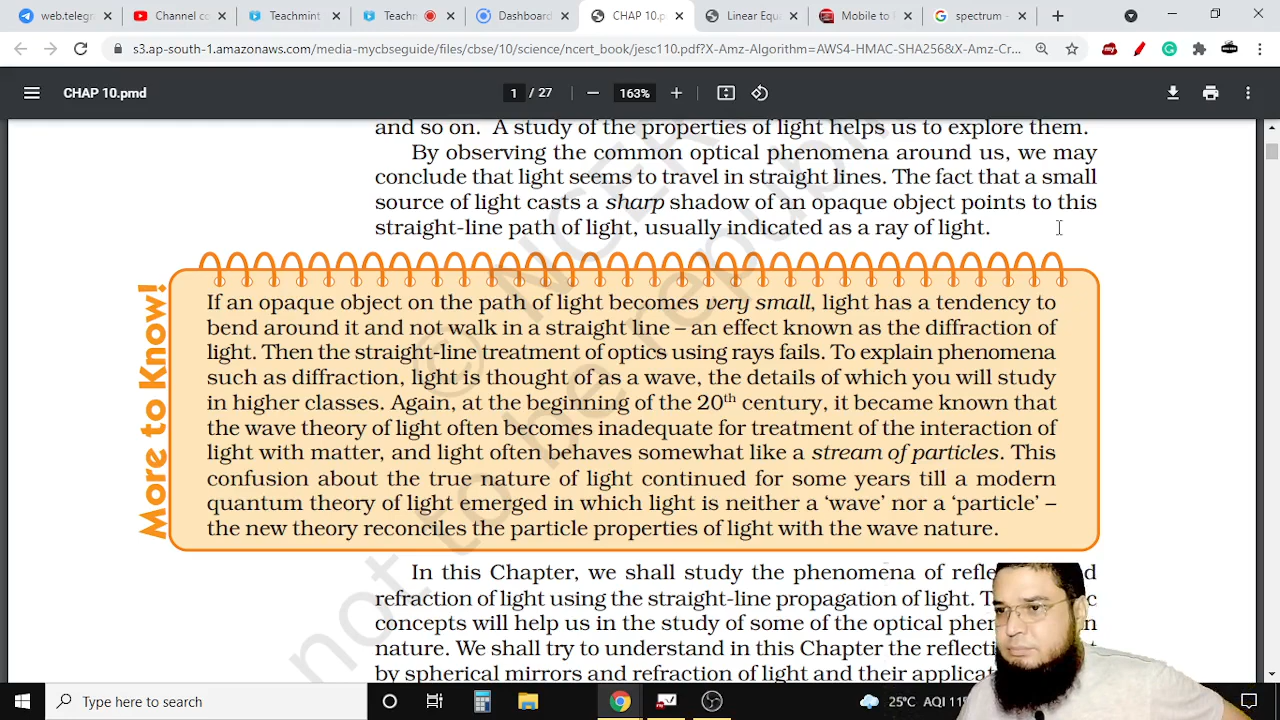 web.telegra
Channel co
Teachmint
Teachn
Dashboard
CHAP 10.p
Linear Equ
Mobile to
spectrum -
s3.ap-south-1.amazonaws.com/media-mycbseguide/files/cbse/10/science/ncert_book/jesc110.pdf?X-Amz-Algorithm=AWS4-HMAC-SHA256&X-Amz-Cr...
CHAP 10.pmd
1 / 27
163%
and so on. A study of the properties of light helps us to explore them.
By observing the common optical phenomena around us, we may
conclude that light seems to travel in straight lines. The fact that a small
source of light casts a sharp shadow of an opaque object points to this
straight-line path of light, usually indicated as a ray of light.
More to Know!
If an opaque object on the path of light becomes very small, light has a tendency to
bend around it and not walk in a straight line – an effect known as the diffraction of
light. Then the straight-line treatment of optics using rays fails. To explain phenomena
such as diffraction, light is thought of as a wave, the details of which you will study
in higher classes. Again, at the beginning of the 20th century, it became known that
the wave theory of light often becomes inadequate for treatment of the interaction of
light with matter, and light often behaves somewhat like a stream of particles. This
confusion about the true nature of light continued for some years till a modern
quantum theory of light emerged in which light is neither a ‘wave’ nor a ‘particle’ –
the new theory reconciles the particle properties of light with the wave nature.
In this Chapter, we shall study the phenomena of refle
refraction of light using the straight-line propagation of light.
concepts will help us in the study of some of the optical phen
nature. We shall try to understand in this Chapter the reflecti
by spherical mirrors and refraction of light and their applicat
© NCER
not to be republ
Type here to search
25°C AQI 11